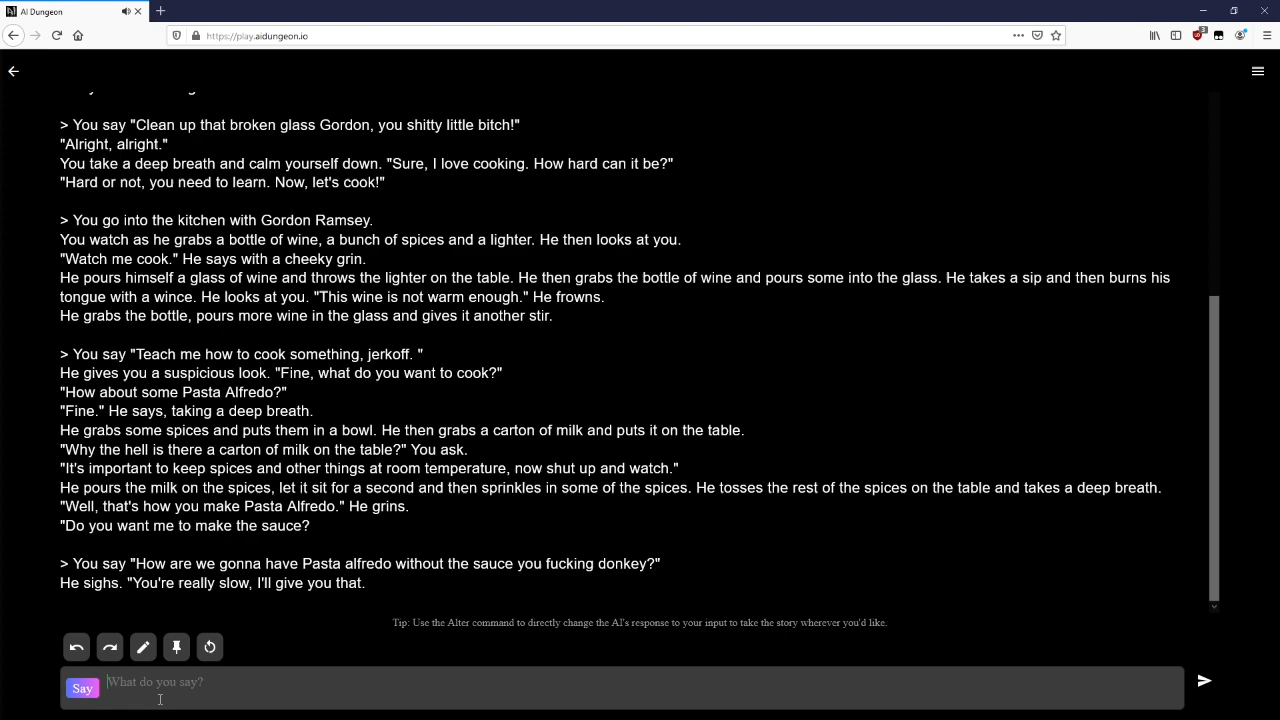 AI Dungeon
https://play.aidungeon.io
> You say "Clean up that broken glass Gordon, you shitty little bitch!"
"Alright, alright."
You take a deep breath and calm yourself down. "Sure, I love cooking. How hard can it be?"
"Hard or not, you need to learn. Now, let's cook!"
> You go into the kitchen with Gordon Ramsey.
You watch as he grabs a bottle of wine, a bunch of spices and a lighter. He then looks at you.
"Watch me cook." He says with a cheeky grin.
He pours himself a glass of wine and throws the lighter on the table. He then grabs the bottle of wine and pours some into the glass. He takes a sip and then burns his
tongue with a wince. He looks at you. "This wine is not warm enough." He frowns.
He grabs the bottle, pours more wine in the glass and gives it another stir.
> You say "Teach me how to cook something, jerkoff. "
He gives you a suspicious look. "Fine, what do you want to cook?"
"How about some Pasta Alfredo?"
"Fine." He says, taking a deep breath.
He grabs some spices and puts them in a bowl. He then grabs a carton of milk and puts it on the table.
"Why the hell is there a carton of milk on the table?" You ask.
"It's important to keep spices and other things at room temperature, now shut up and watch."
He pours the milk on the spices, let it sit for a second and then sprinkles in some of the spices. He tosses the rest of the spices on the table and takes a deep breath.
"Well, that's how you make Pasta Alfredo." He grins.
"Do you want me to make the sauce?
> You say "How are we gonna have Pasta alfredo without the sauce you fucking donkey?"
He sighs. "You're really slow, I'll give you that.
Tip: Use the Alter command to directly change the AI's response to your input to take the story wherever you'd like.
Say What do you say?